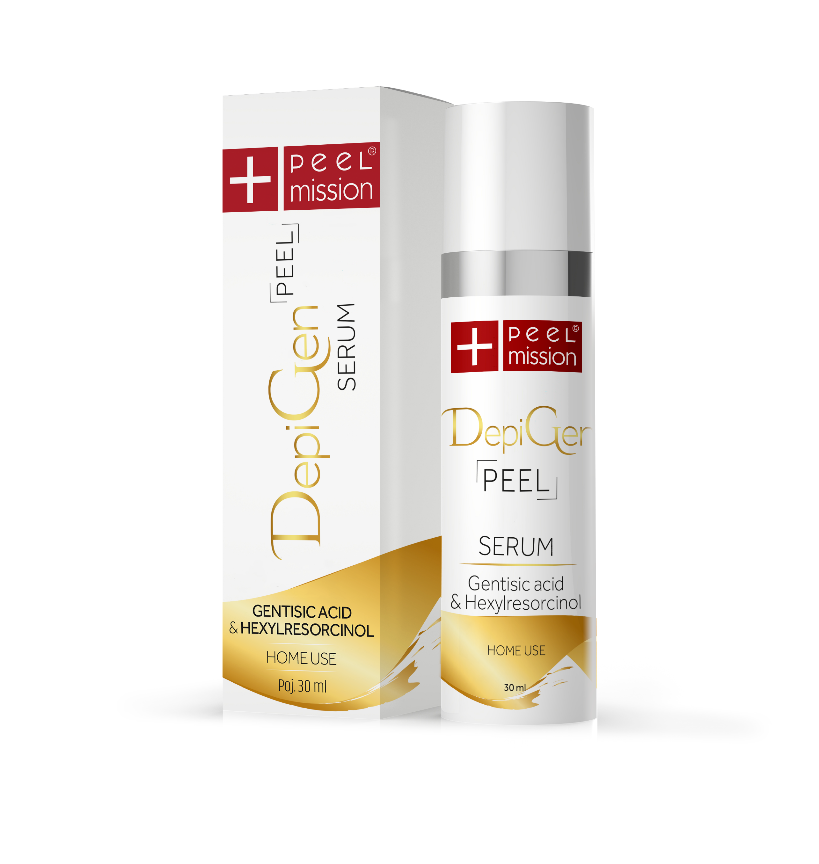 + peel®
mission
DepiGen
[PEEL]
SERUM
GENTISIC ACID
& HEXYLRESORCINOL
HOME USE
Poj. 30 ml
+ peel®
mission
DepiGen
[PEEL]
SERUM
Gentisic acid
& Hexylresorcinol
HOME USE
30 ml